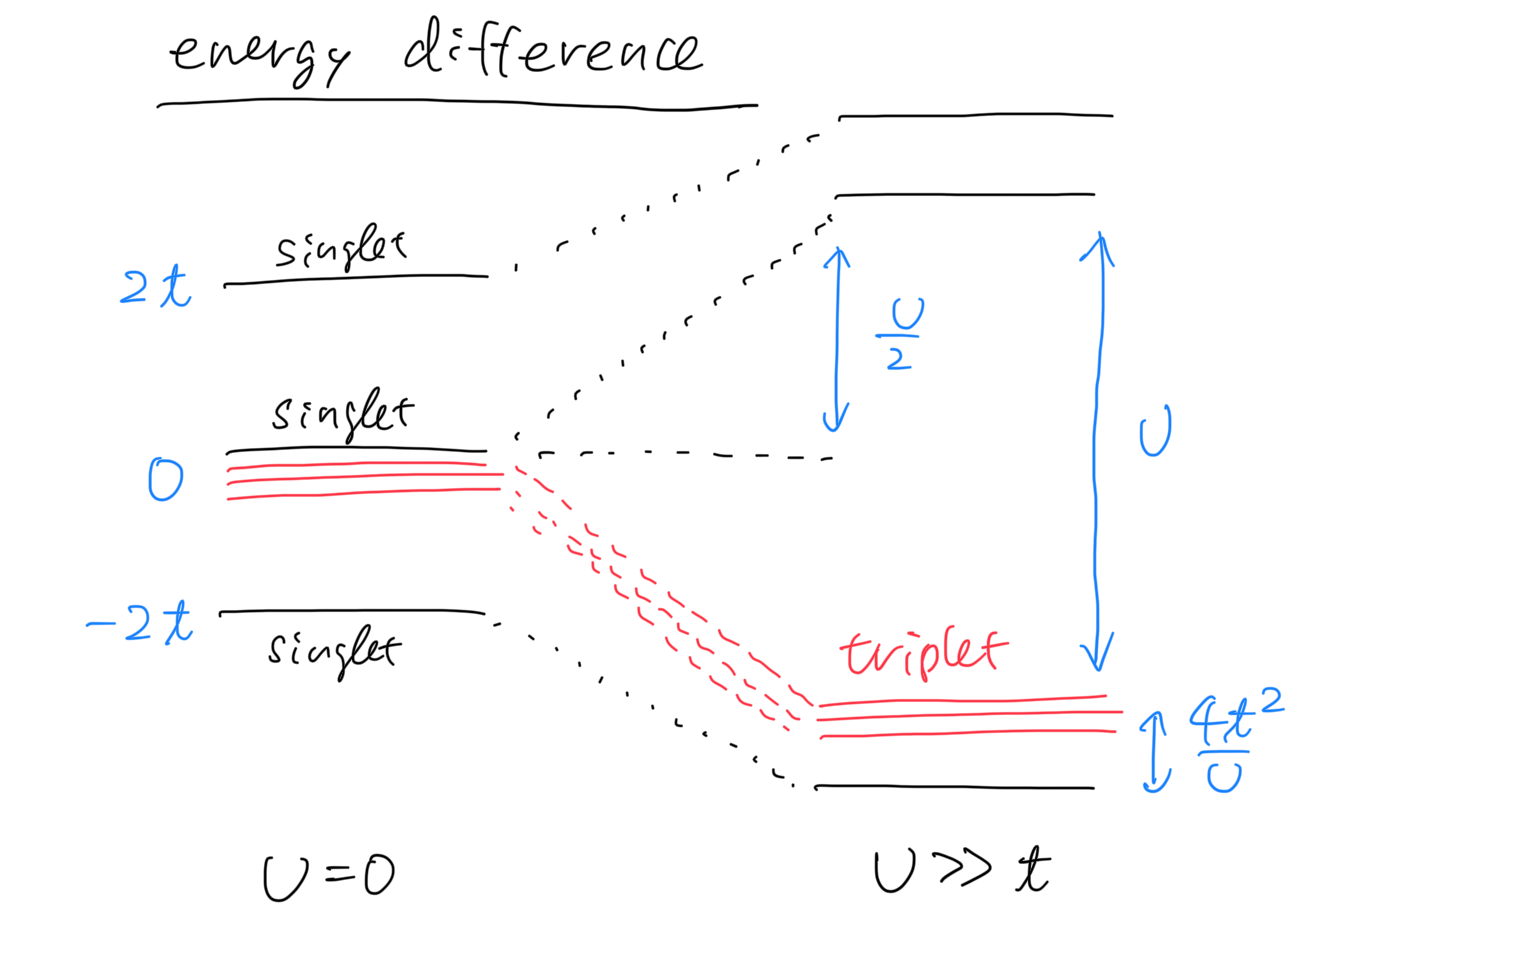 energy difference
singlet
2t
U/2
singlet
0
U
-2t
singlet
triplet
4t²/U
U=0
U≫t